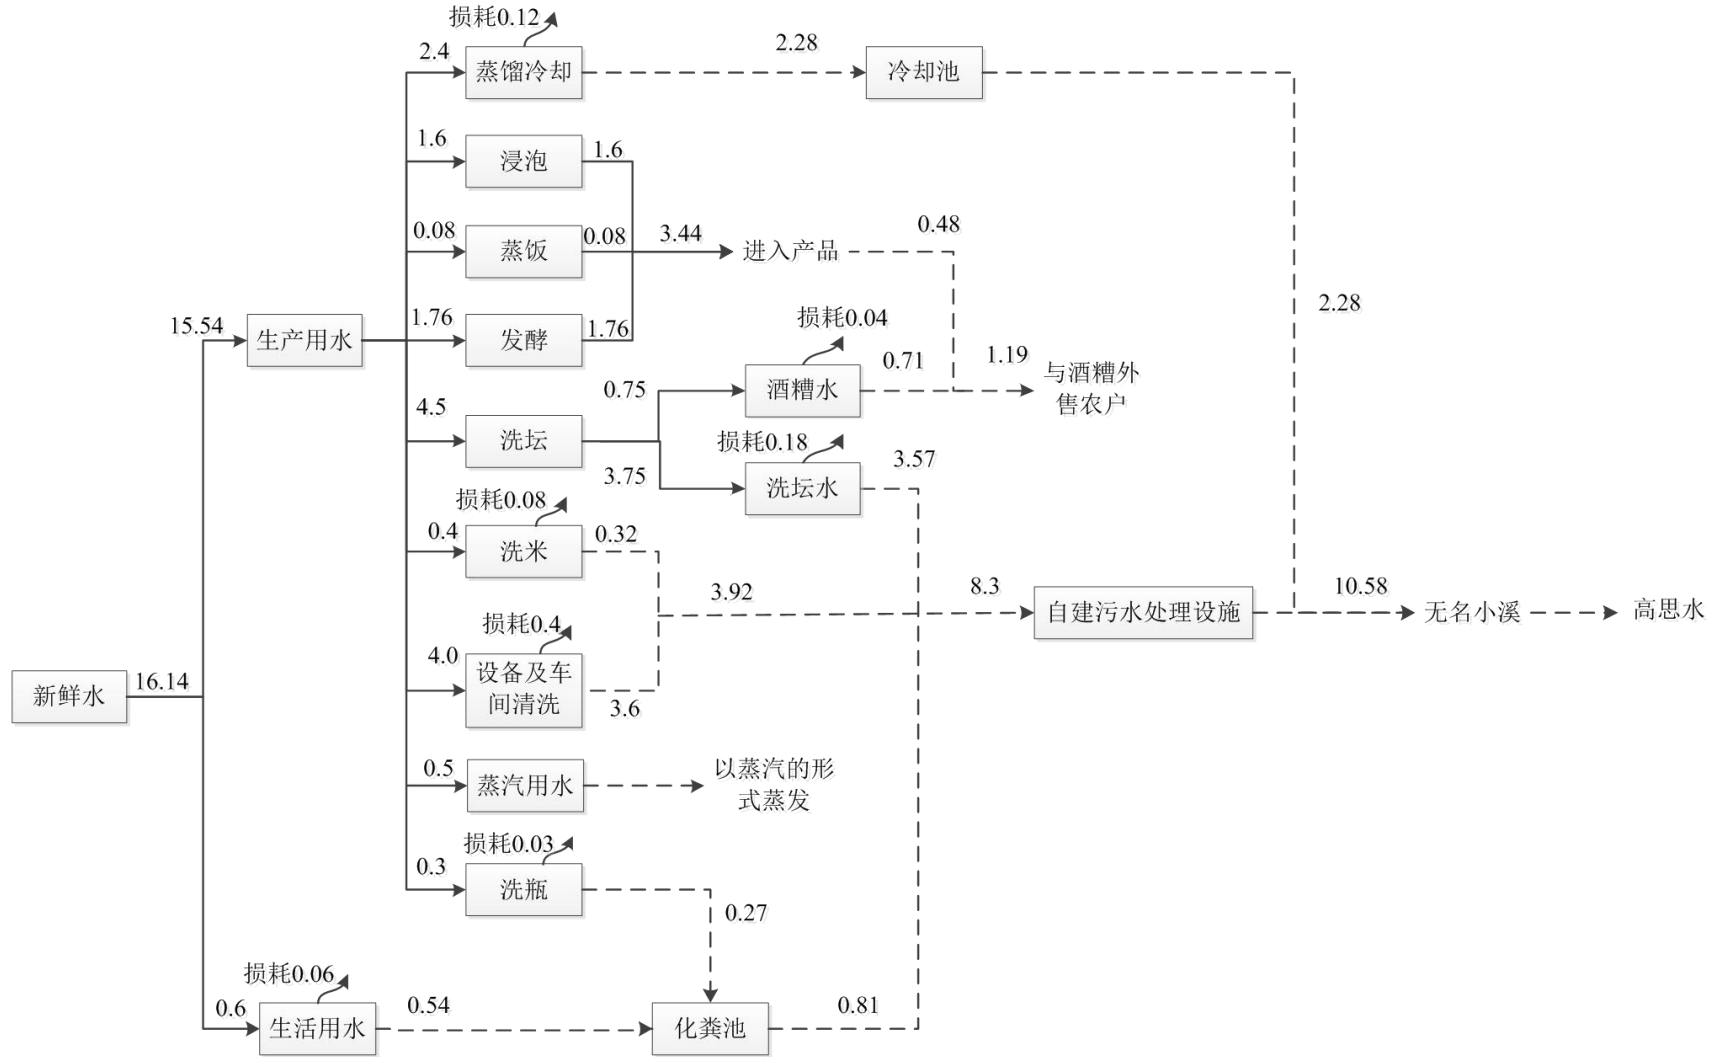 损耗0.12
2.4
蒸馏冷却
2.28
冷却池
1.6
浸泡
1.6
0.08
蒸饭
0.08
3.44
进入产品
0.48
2.28
15.54
生产用水
1.76
发酵
1.76
损耗0.04
0.75
酒糟水
0.71
1.19
与酒糟外
售农户
4.5
洗坛
3.75
损耗0.18
洗坛水
3.57
损耗0.08
0.4
洗米
0.32
3.92
8.3
自建污水处理设施
10.58
无名小溪
高思水
损耗0.4
4.0
设备及车
间清洗
3.6
新鲜水
16.14
0.5
蒸汽用水
以蒸汽的形
式蒸发
损耗0.03
0.3
洗瓶
0.27
损耗0.06
0.6
生活用水
0.54
化粪池
0.81